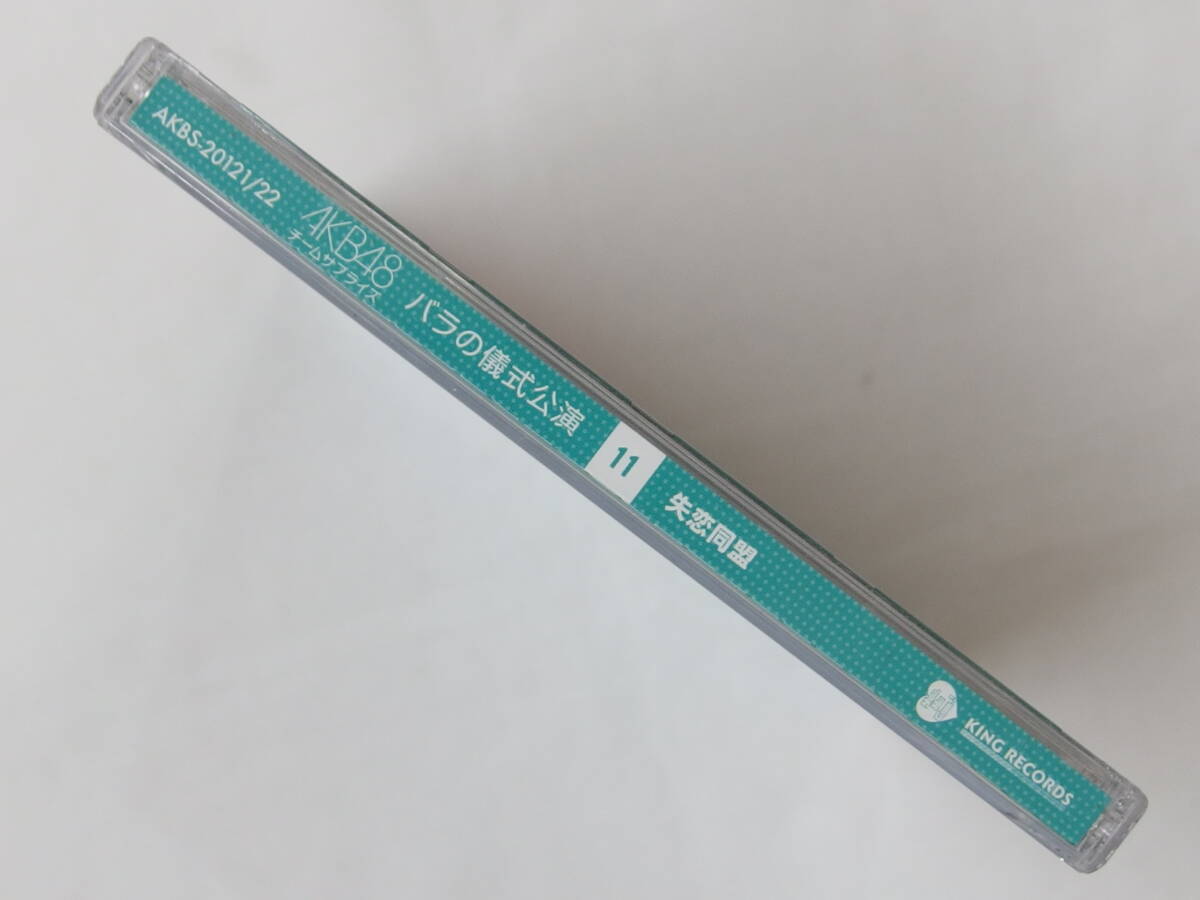 AKBS-20121/22
AKB48
チームサプライズ
バラの儀式公演
11
失恋同盟
KING RECORDS